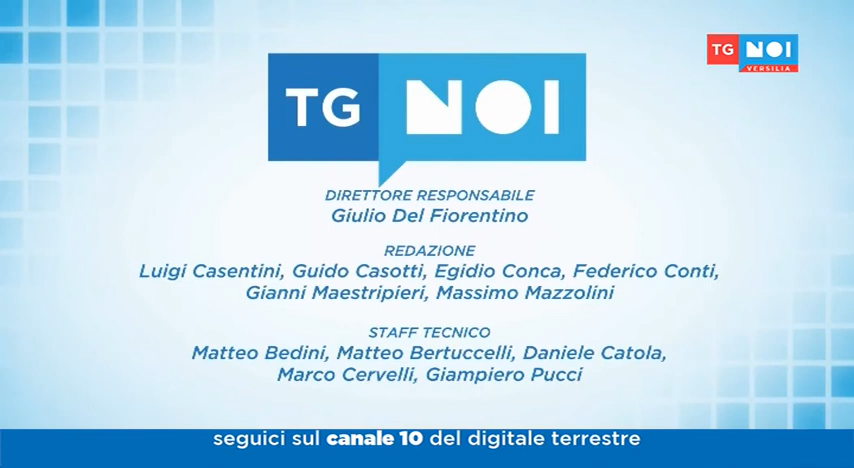 TG NOI
VERSILIA
TG NOI
DIRETTORE RESPONSABILE
Giulio Del Fiorentino
REDAZIONE
Luigi Casentini, Guido Casotti, Egidio Conca, Federico Conti,
Gianni Maestripieri, Massimo Mazzolini
STAFF TECNICO
Matteo Bedini, Matteo Bertuccelli, Daniele Catola,
Marco Cervelli, Giampiero Pucci
seguici sul canale 10 del digitale terrestre